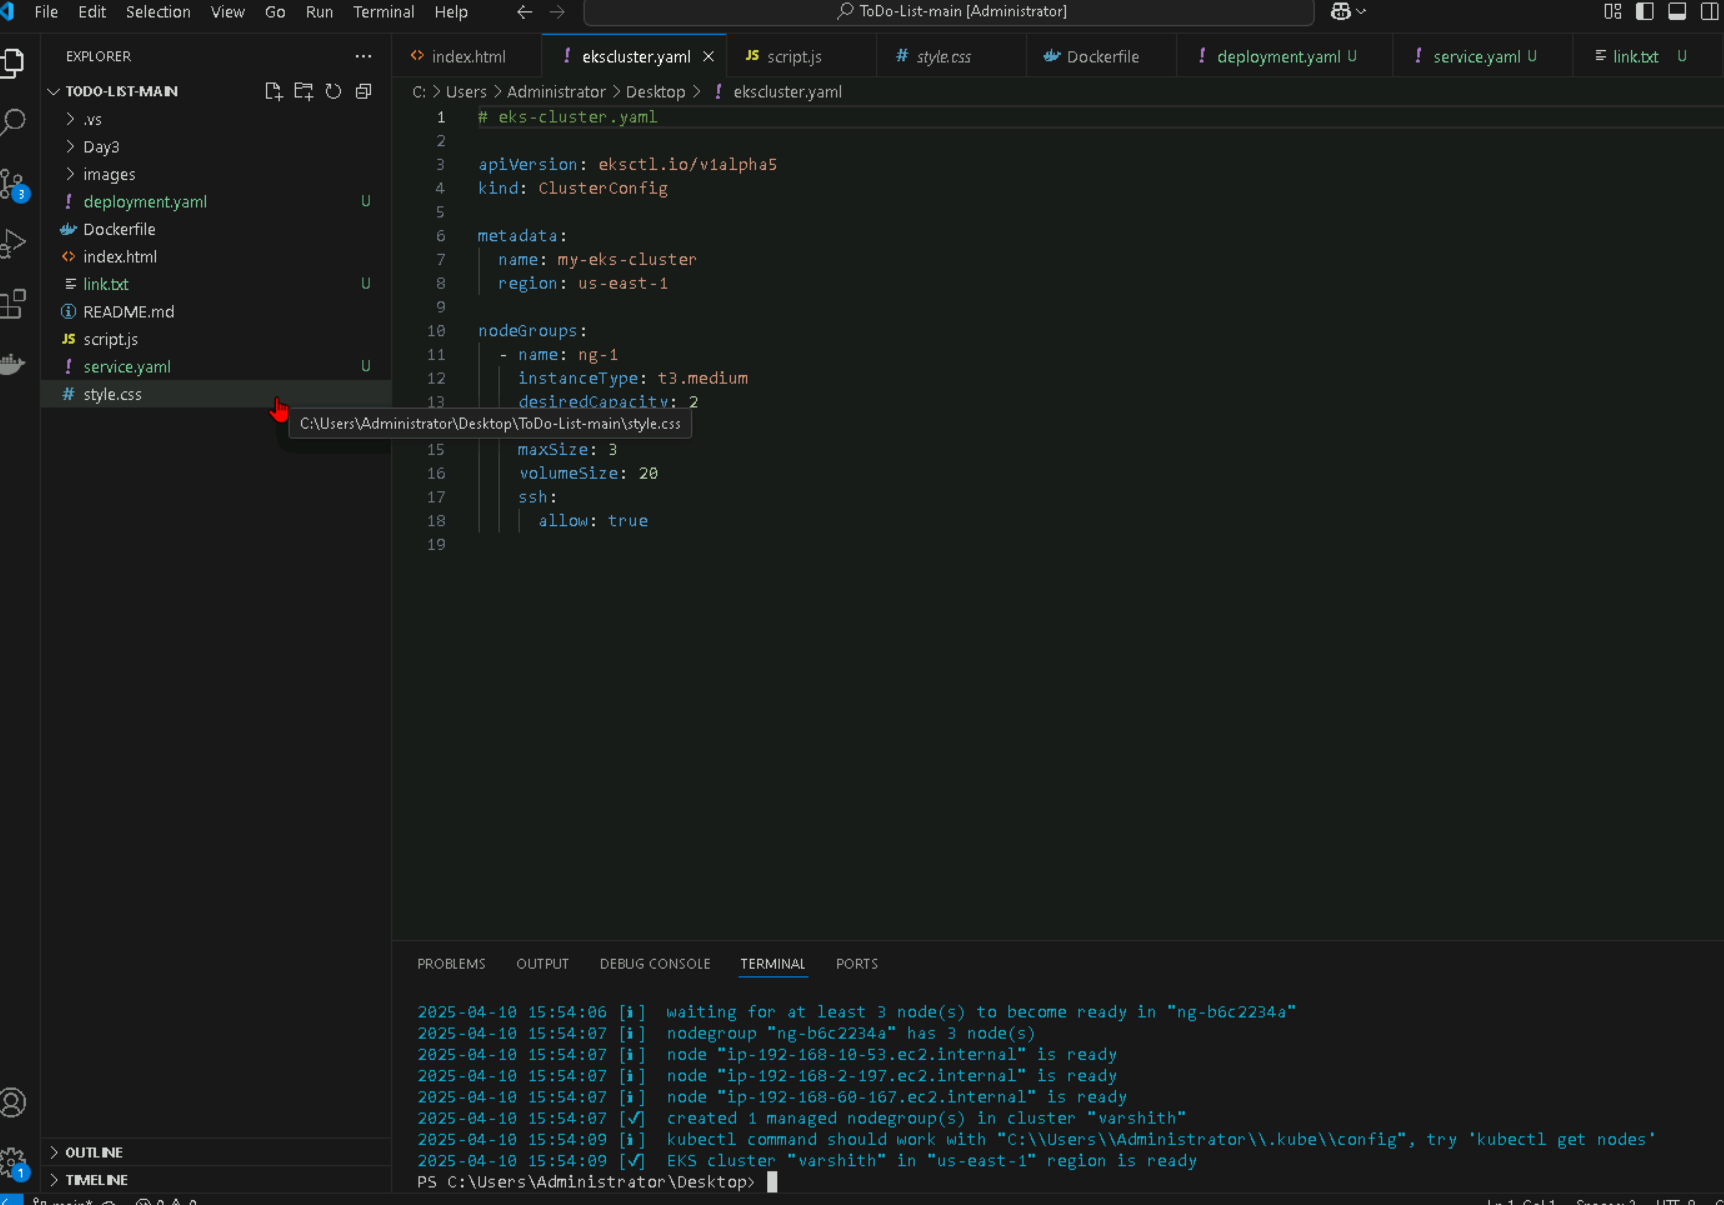 File Edit Selection View Go Run Terminal Help ToDo-List-main [Administrator]
EXPLORER
index.html
! ekscluster.yaml
JS script.js
# style.css
Dockerfile
! deployment.yaml U
! service.yaml U
link.txt U
TODO-LIST-MAIN
C: > Users > Administrator > Desktop > ! ekscluster.yaml
.vs
Day3
images
! deployment.yaml U
Dockerfile
<> index.html
link.txt U
README.md
JS script.js
! service.yaml U
# style.css
3
1 # eks-cluster.yaml
2
3 apiVersion: eksctl.io/v1alpha5
4 kind: ClusterConfig
5
6 metadata:
7 name: my-eks-cluster
8 region: us-east-1
9
10 nodeGroups:
11 - name: ng-1
12 instanceType: t3.medium
13 desiredCapacity: 2
C:\Users\Administrator\Desktop\ToDo-List-main\style.css
15 maxSize: 3
16 volumeSize: 20
17 ssh:
18 allow: true
19
PROBLEMS OUTPUT DEBUG CONSOLE TERMINAL PORTS
2025-04-10 15:54:06 [i] waiting for at least 3 node(s) to become ready in "ng-b6c2234a"
2025-04-10 15:54:07 [i] nodegroup "ng-b6c2234a" has 3 node(s)
2025-04-10 15:54:07 [i] node "ip-192-168-10-53.ec2.internal" is ready
2025-04-10 15:54:07 [i] node "ip-192-168-2-197.ec2.internal" is ready
2025-04-10 15:54:07 [i] node "ip-192-168-60-167.ec2.internal" is ready
2025-04-10 15:54:07 [√] created 1 managed nodegroup(s) in cluster "varshith"
2025-04-10 15:54:09 [i] kubectl command should work with "C:\\Users\\Administrator\\.kube\\config", try 'kubectl get nodes'
2025-04-10 15:54:09 [√] EKS cluster "varshith" in "us-east-1" region is ready
PS C:\Users\Administrator\Desktop>
OUTLINE
TIMELINE
1